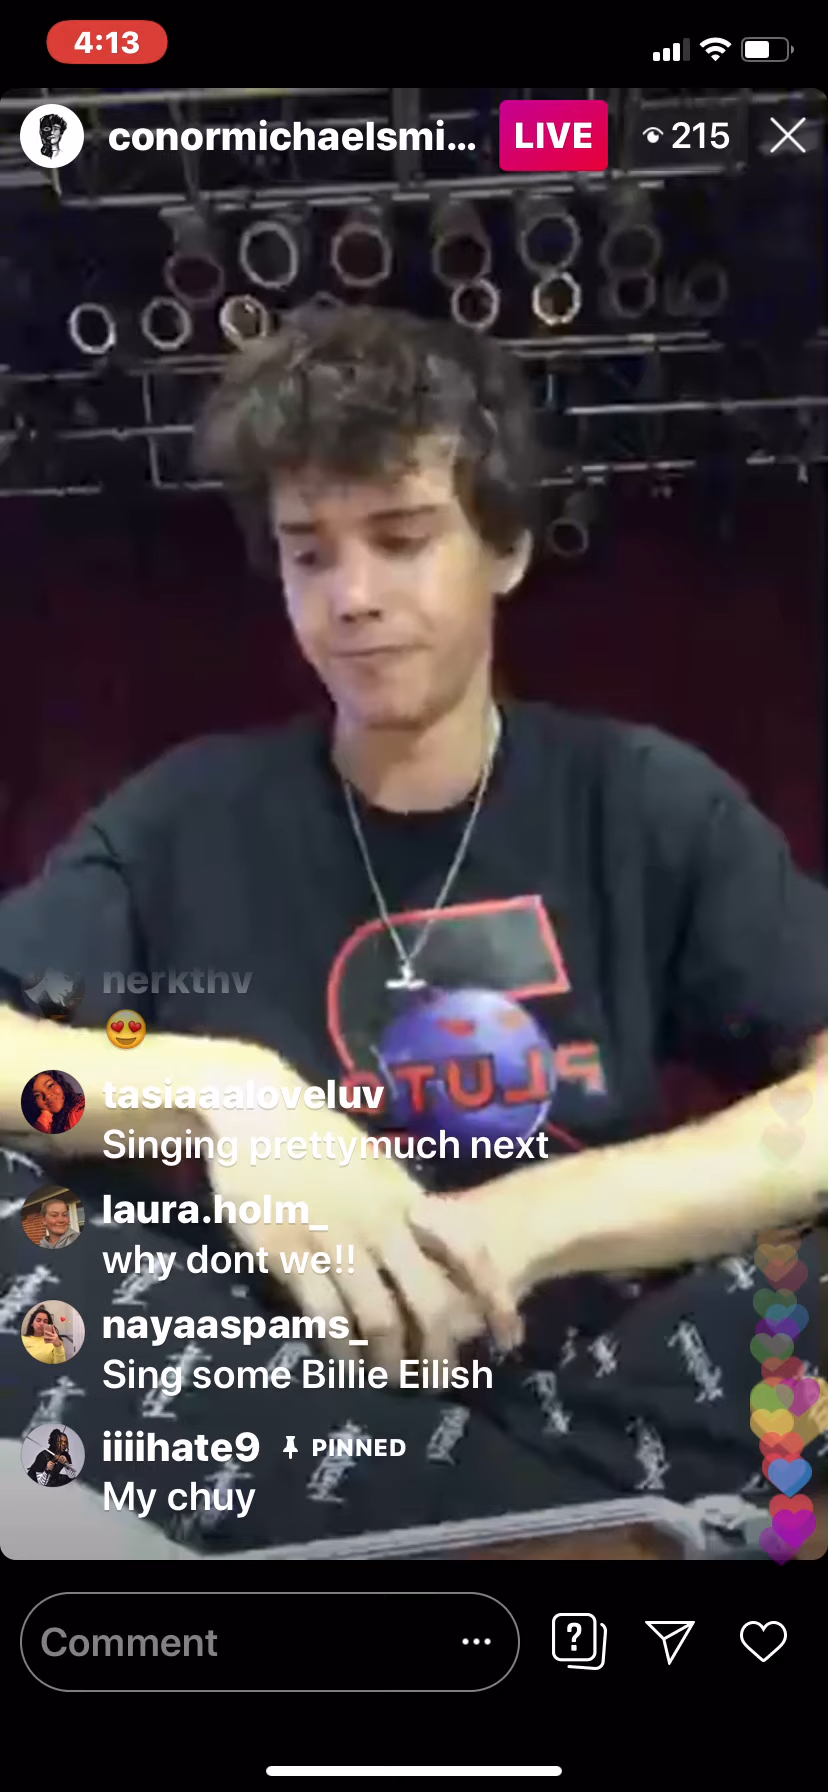 4:13
conormichaelsmi...
LIVE
215
PLUTO
nerkthv
😍
tasiaaaloveluv
Singing prettymuch next
laura.holm_
why dont we!!
nayaaspams_
Sing some Billie Eilish
iiiihate9 PINNED
My chuy
Comment ...
?